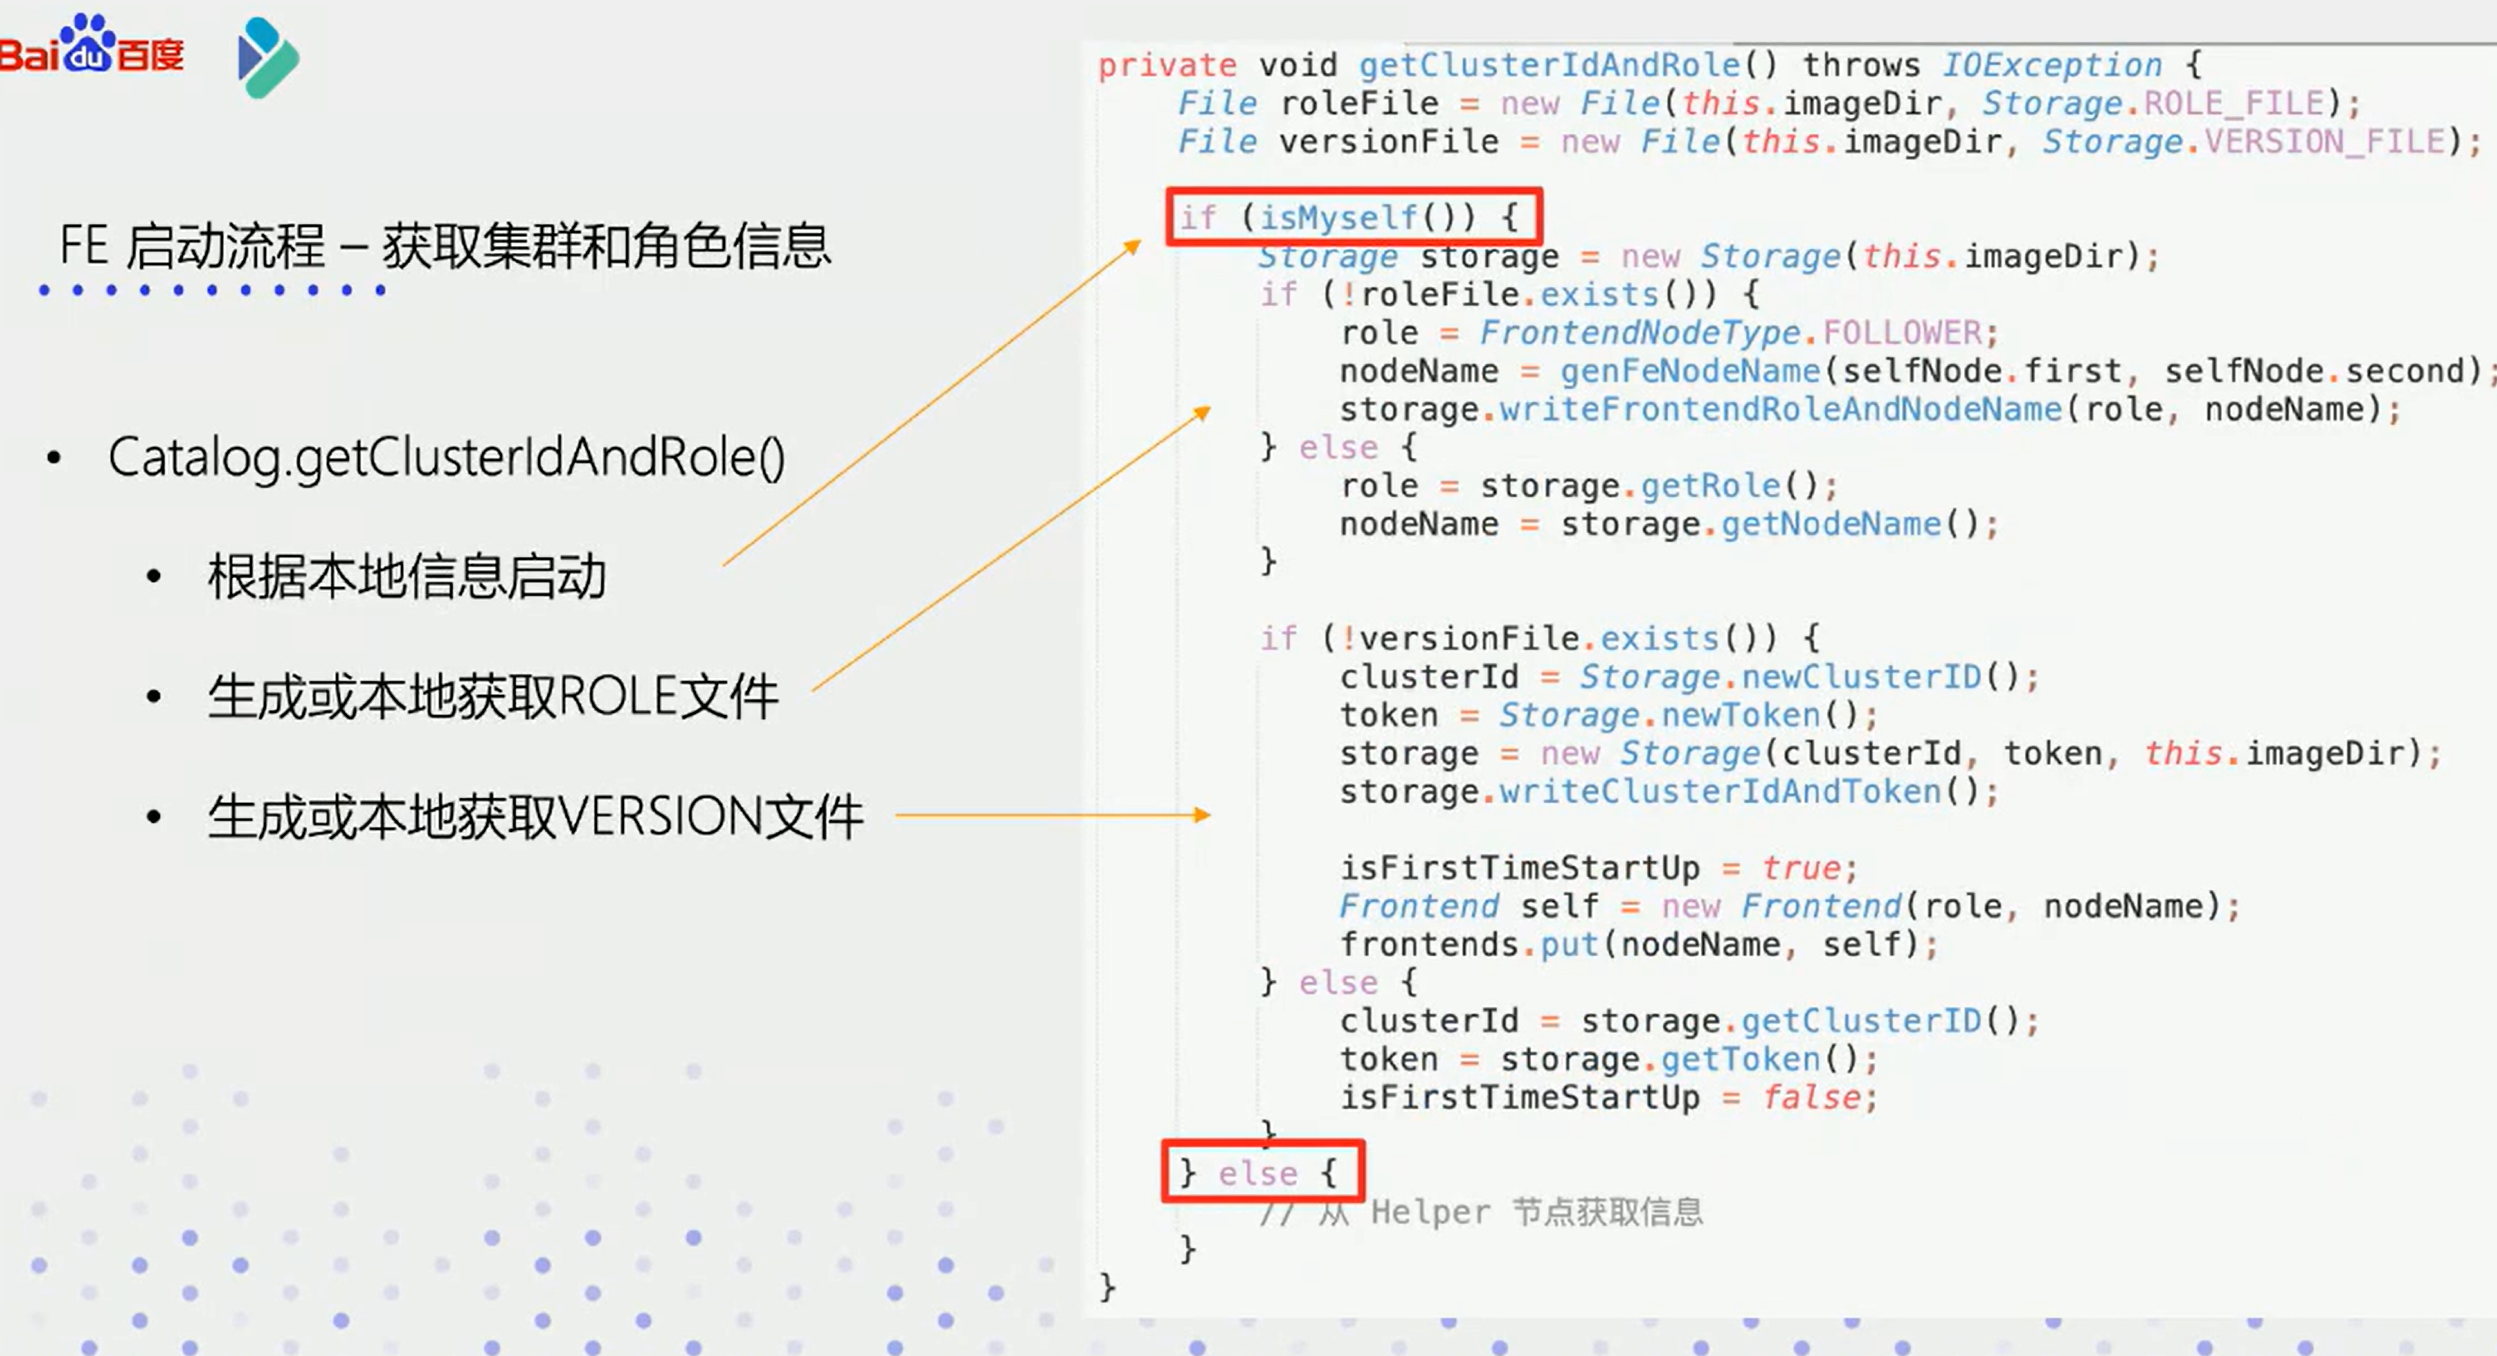 Baidu百度
FE 启动流程 – 获取集群和角色信息
• Catalog.getClusterIdAndRole()
• 根据本地信息启动
• 生成或本地获取ROLE文件
• 生成或本地获取VERSION文件
private void getClusterIdAndRole() throws IOException {
File roleFile = new File(this.imageDir, Storage.ROLE_FILE);
File versionFile = new File(this.imageDir, Storage.VERSION_FILE);
if (isMyself()) {
Storage storage = new Storage(this.imageDir);
if (!roleFile.exists()) {
role = FrontendNodeType.FOLLOWER;
nodeName = genFeNodeName(selfNode.first, selfNode.second);
storage.writeFrontendRoleAndNodeName(role, nodeName);
} else {
role = storage.getRole();
nodeName = storage.getNodeName();
}
if (!versionFile.exists()) {
clusterId = Storage.newClusterID();
token = Storage.newToken();
storage = new Storage(clusterId, token, this.imageDir);
storage.writeClusterIdAndToken();
isFirstTimeStartUp = true;
Frontend self = new Frontend(role, nodeName);
frontends.put(nodeName, self);
} else {
clusterId = storage.getClusterID();
token = storage.getToken();
isFirstTimeStartUp = false;
}
} else {
// 从 Helper 节点获取信息
}
}